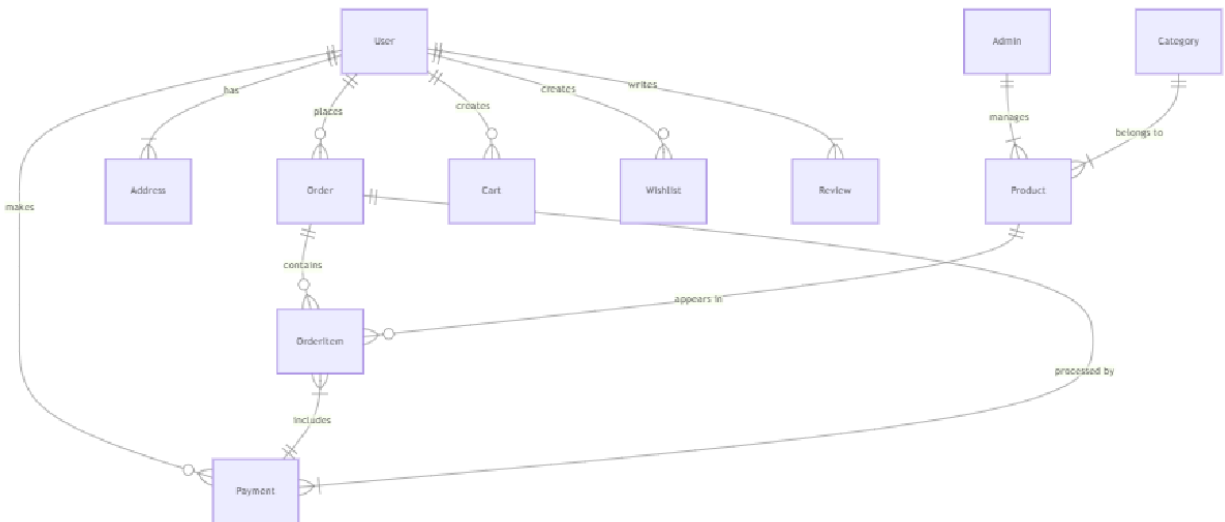 User
Admin
Category
has
writes
creates
creates
places
manages
belongs to
Address
Order
Cart
Wishlist
Review
Product
makes
contains
appears in
OrderItem
processed by
includes
Payment